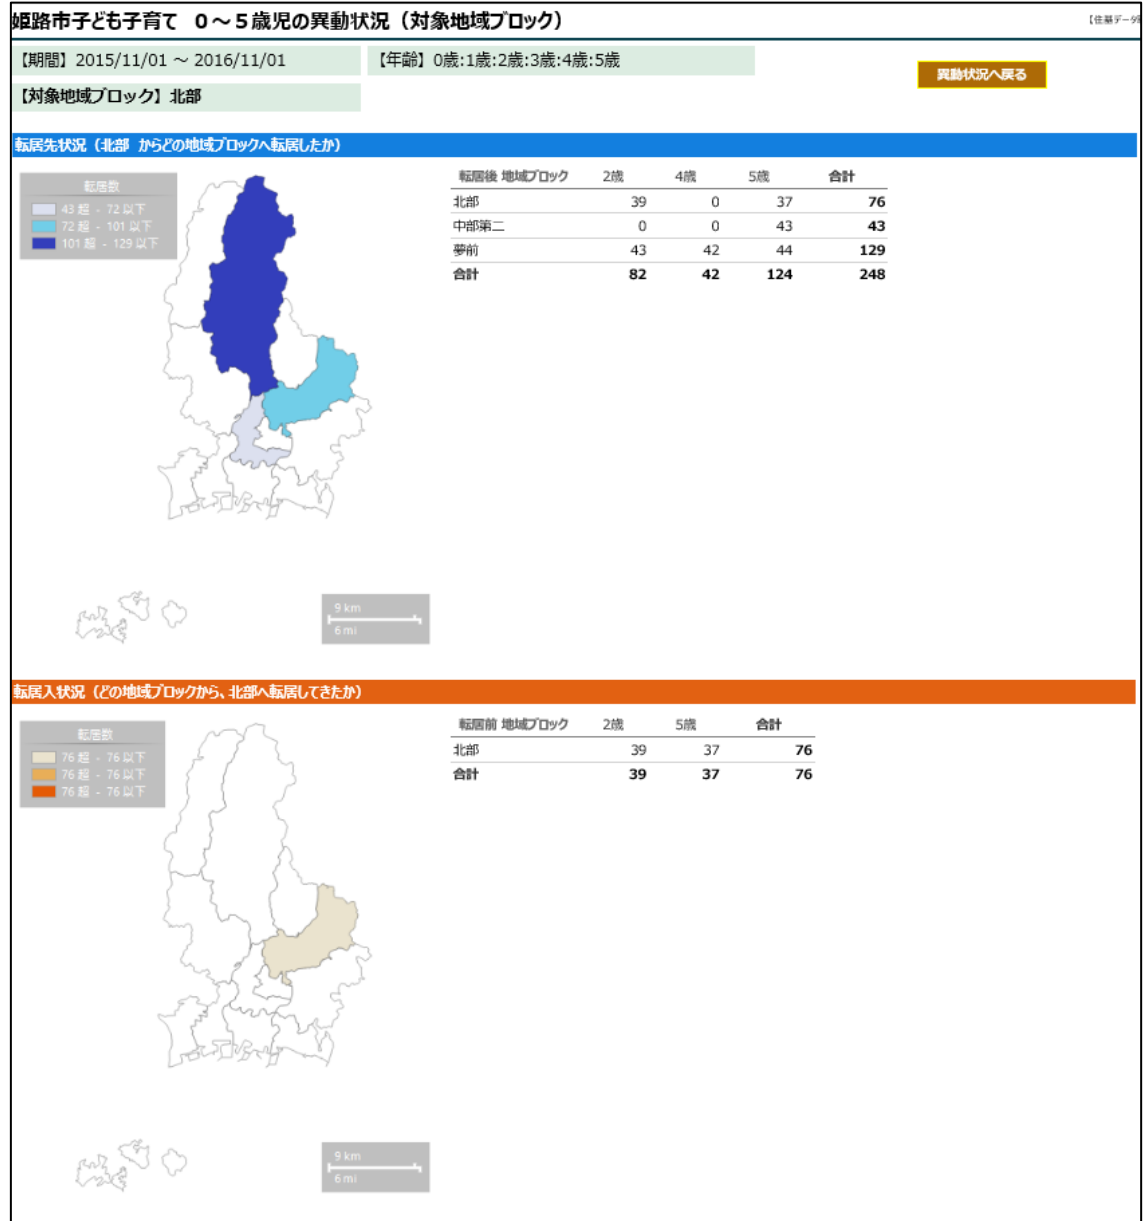 姫路市子ども子育て 0～5歳児の異動状況（対象地域ブロック）
【住基データ
【期間】2015/11/01 ～ 2016/11/01
【年齢】0歳:1歳:2歳:3歳:4歳:5歳
異動状況へ戻る
【対象地域ブロック】北部
転居先状況（北部 からどの地域ブロックへ転居したか）
転居数
43 超 - 72 以下
72 超 - 101 以下
101 超 - 129 以下
転居後 地域ブロック 2歳 4歳 5歳 合計
北部 39 0 37 76
中部第二 0 0 43 43
夢前 43 42 44 129
合計 82 42 124 248
9 km
6 mi
転居入状況（どの地域ブロックから、北部へ転居してきたか）
転居数
76 超 - 76 以下
76 超 - 76 以下
76 超 - 76 以下
転居前 地域ブロック 2歳 5歳 合計
北部 39 37 76
合計 39 37 76
9 km
6 mi